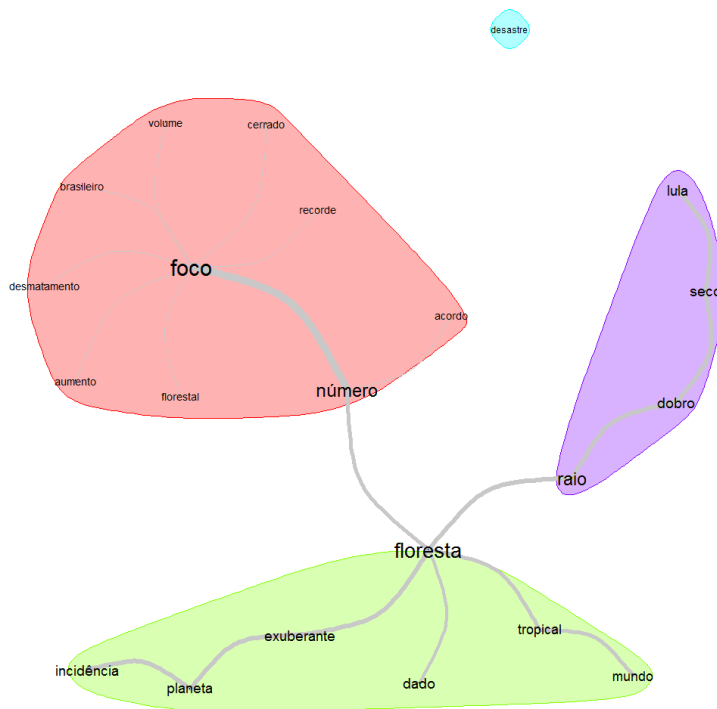 desastre
volume
cerrado
brasileiro
lula
recorde
foco
desmatamento
seco
acordo
aumento
número
florestal
dobro
raio
floresta
exuberante
tropical
incidência
planeta
dado
mundo